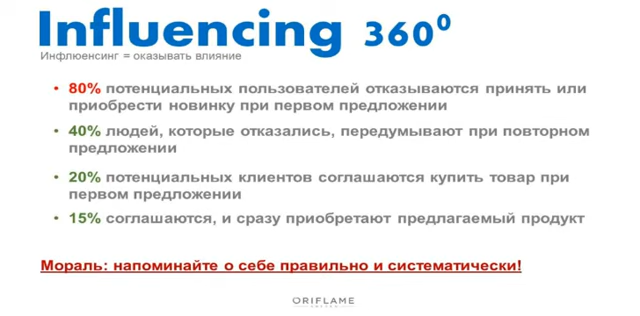 Influencing 360⁰
Инфлюенсинг = оказывать влияние
• 80% потенциальных пользователей отказываются принять или
приобрести новинку при первом предложении
• 40% людей, которые отказались, передумывают при повторном
предложении
• 20% потенциальных клиентов соглашаются купить товар при
первом предложении
• 15% соглашаются, и сразу приобретают предлагаемый продукт
Мораль: напоминайте о себе правильно и систематически!
ORIFLAME